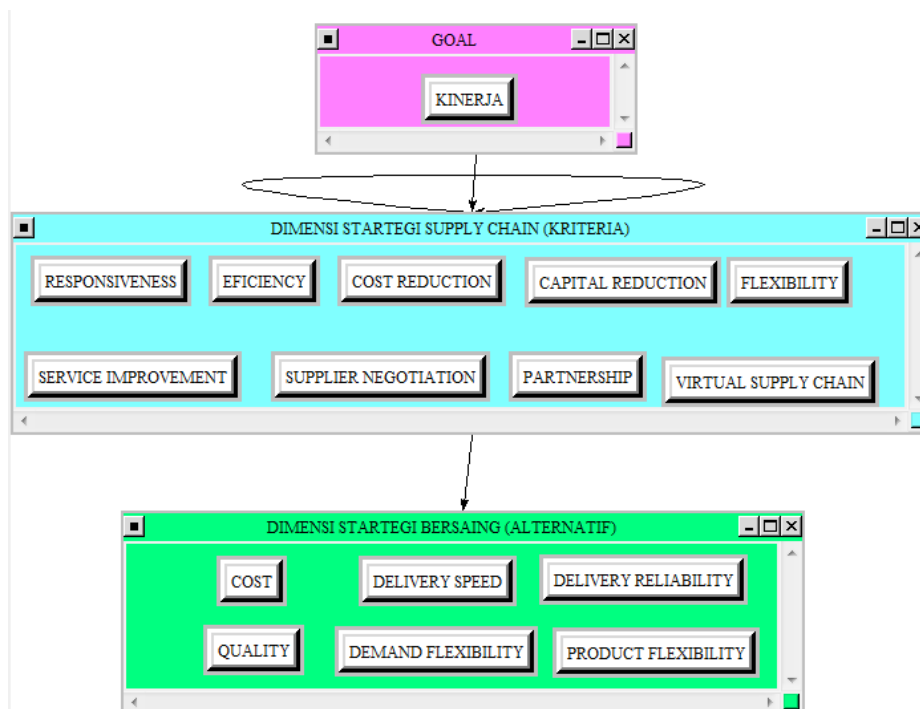 GOAL
KINERJA
DIMENSI STARTEGI SUPPLY CHAIN (KRITERIA)
RESPONSIVENESS EFICIENCY COST REDUCTION CAPITAL REDUCTION FLEXIBILITY
SERVICE IMPROVEMENT SUPPLIER NEGOTIATION PARTNERSHIP VIRTUAL SUPPLY CHAIN
DIMENSI STARTEGI BERSAING (ALTERNATIF)
COST DELIVERY SPEED DELIVERY RELIABILITY
QUALITY DEMAND FLEXIBILITY PRODUCT FLEXIBILITY